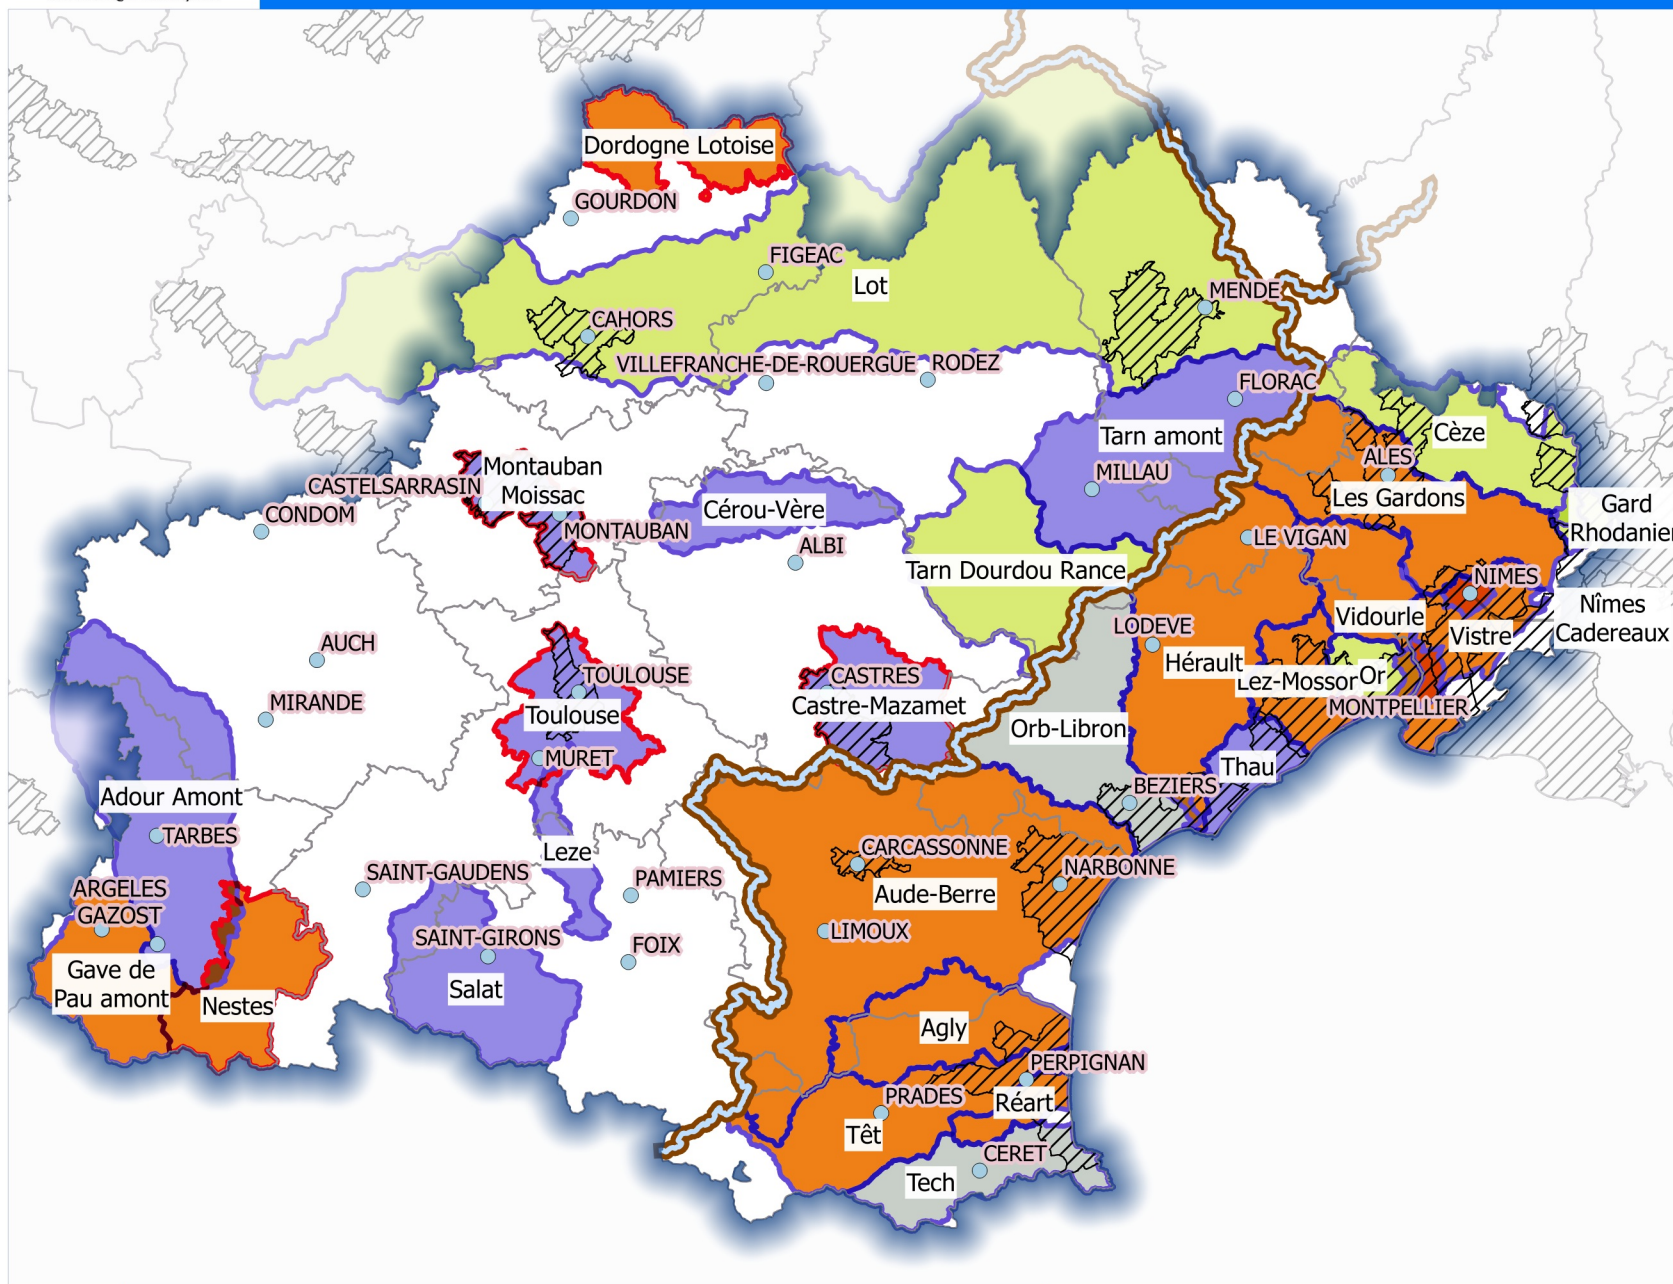 Dordogne Lotoise
GOURDON
FIGEAC
Lot
MENDE
CAHORS
VILLEFRANCHE-DE-ROUERGUE
RODEZ
FLORAC
Tarn amont
Cèze
ALES
MILLAU
Les Gardons
Montauban
Moissac
CASTELSARRASIN
CONDOM
Cérou-Vère
MONTAUBAN
ALBI
LE VIGAN
Gard
Rhodanier
Tarn Dourdou Rance
NIMES
Nîmes
Cadereaux
Vidourle
Vistre
LODEVE
AUCH
Hérault
TOULOUSE
CASTRES
Lez-Mosson
Or
MIRANDE
Castre-Mazamet
MONTPELLIER
Toulouse
Orb-Libron
MURET
Thau
Adour Amont
BEZIERS
TARBES
Leze
CARCASSONNE
NARBONNE
SAINT-GAUDENS
PAMIERS
ARGELES
GAZOST
Aude-Berre
LIMOUX
SAINT-GIRONS
FOIX
Gave de
Pau amont
Salat
Nestes
Agly
PERPIGNAN
PRADES
Réart
Têt
CERET
Tech